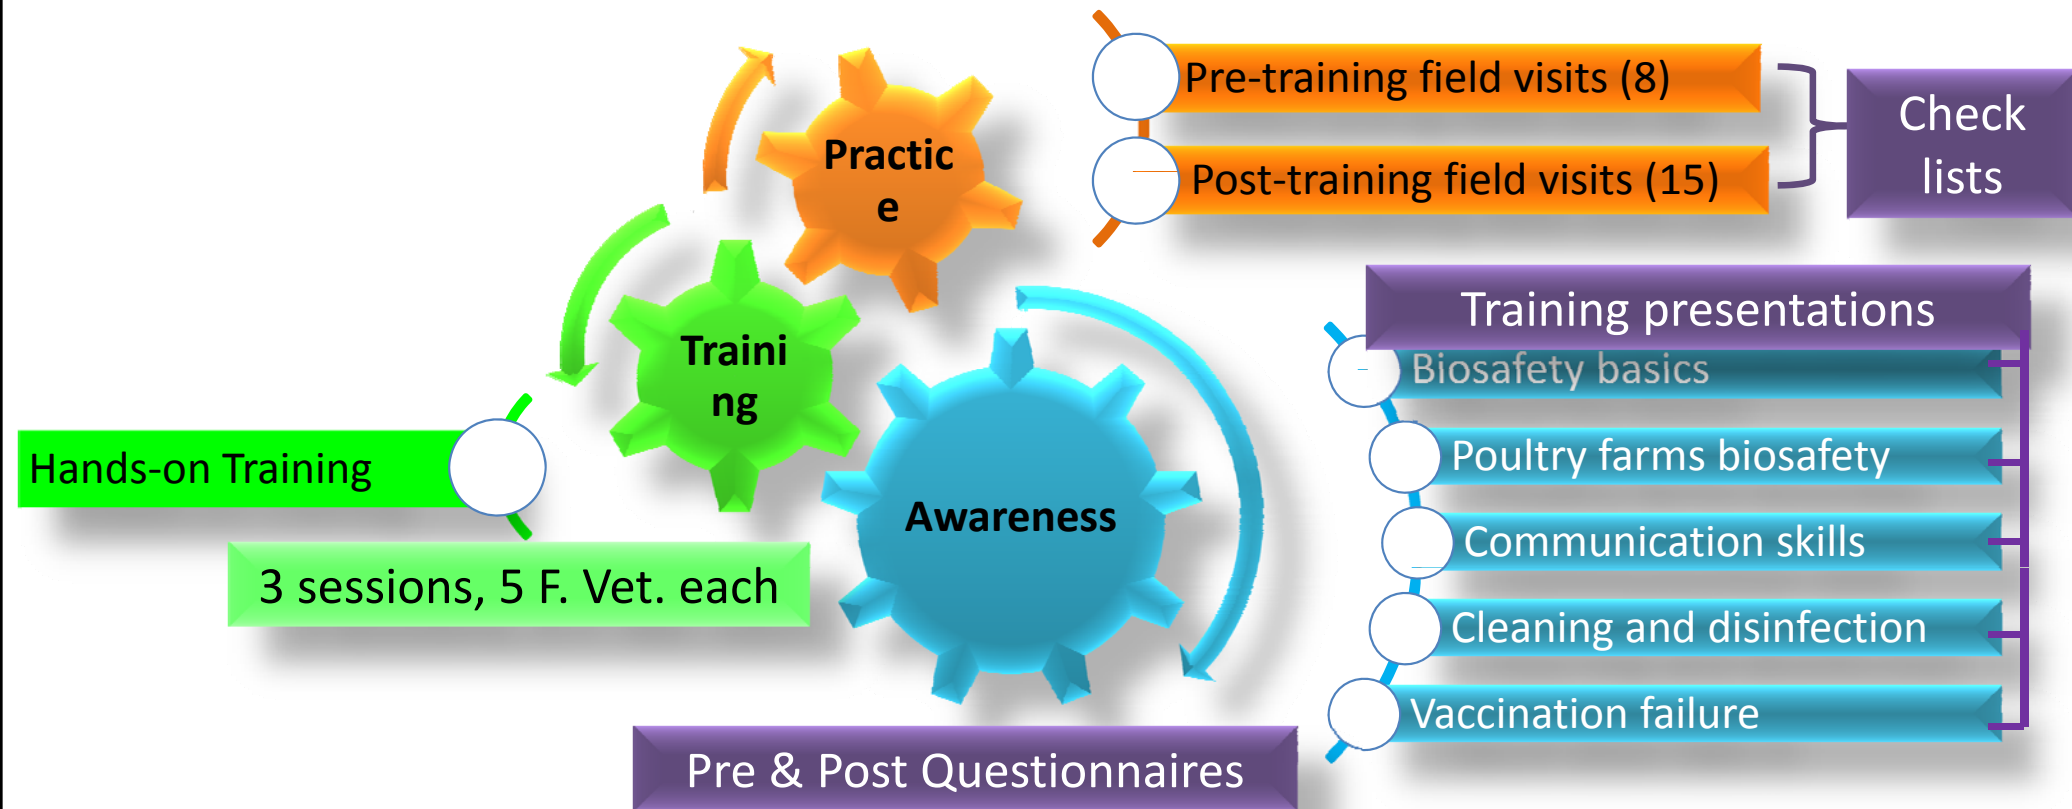 Practic
e
Pre-training field visits (8)
Post-training field visits (15)
Check
lists
Traini
ng
Hands-on Training
3 sessions, 5 F. Vet. each
Awareness
Training presentations
Biosafety basics
Poultry farms biosafety
Communication skills
Cleaning and disinfection
Vaccination failure
Pre & Post Questionnaires